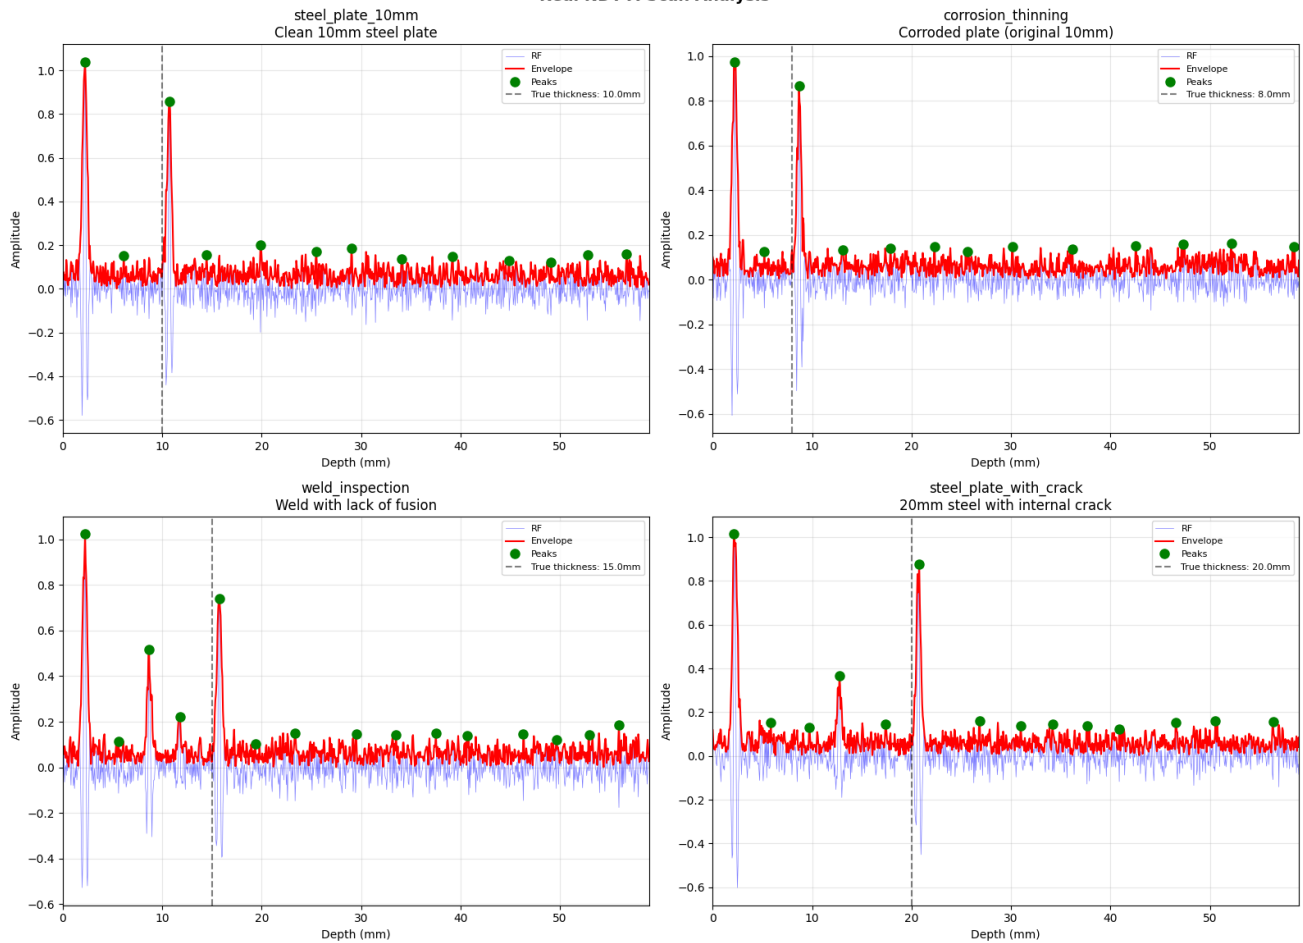 steel_plate_10mm
Clean 10mm steel plate
RF
Envelope
Peaks
True thickness: 10.0mm
Amplitude
1.0
0.8
0.6
0.4
0.2
0.0
−0.2
−0.4
−0.6
0 10 20 30 40 50
Depth (mm)
corrosion_thinning
Corroded plate (original 10mm)
RF
Envelope
Peaks
True thickness: 8.0mm
Amplitude
1.0
0.8
0.6
0.4
0.2
0.0
−0.2
−0.4
−0.6
0 10 20 30 40 50
Depth (mm)
weld_inspection
Weld with lack of fusion
RF
Envelope
Peaks
True thickness: 15.0mm
Amplitude
1.0
0.8
0.6
0.4
0.2
0.0
−0.2
−0.4
−0.6
0 10 20 30 40 50
Depth (mm)
steel_plate_with_crack
20mm steel with internal crack
RF
Envelope
Peaks
True thickness: 20.0mm
Amplitude
1.0
0.8
0.6
0.4
0.2
0.0
−0.2
−0.4
−0.6
0 10 20 30 40 50
Depth (mm)